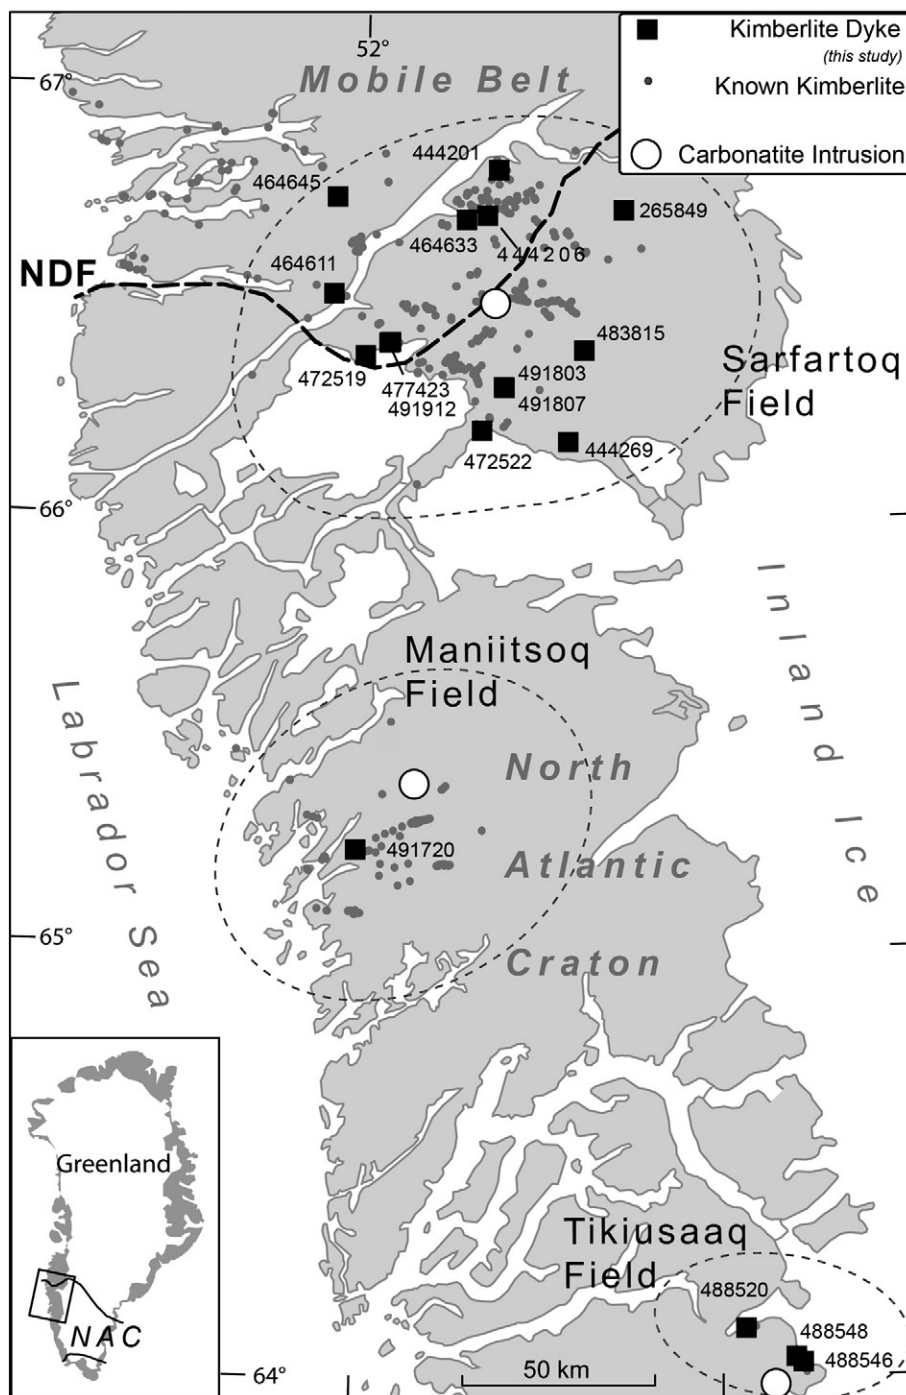 52°
Kimberlite Dyke
(this study)
67°
Mobile Belt
Known Kimberlite
444201
Carbonatite Intrusion
464645
265849
464633
444206
464611
NDF
483815
472519
477423
491912
491803
491807
Sarfartoq
Field
472522
444269
66°
Inland Ice
Maniitsoq
Field
Labrador Sea
North
491720
Atlantic
65°
Craton
Greenland
NAC
Tikiusaaq
Field
488520
488548
488546
64°
50 km